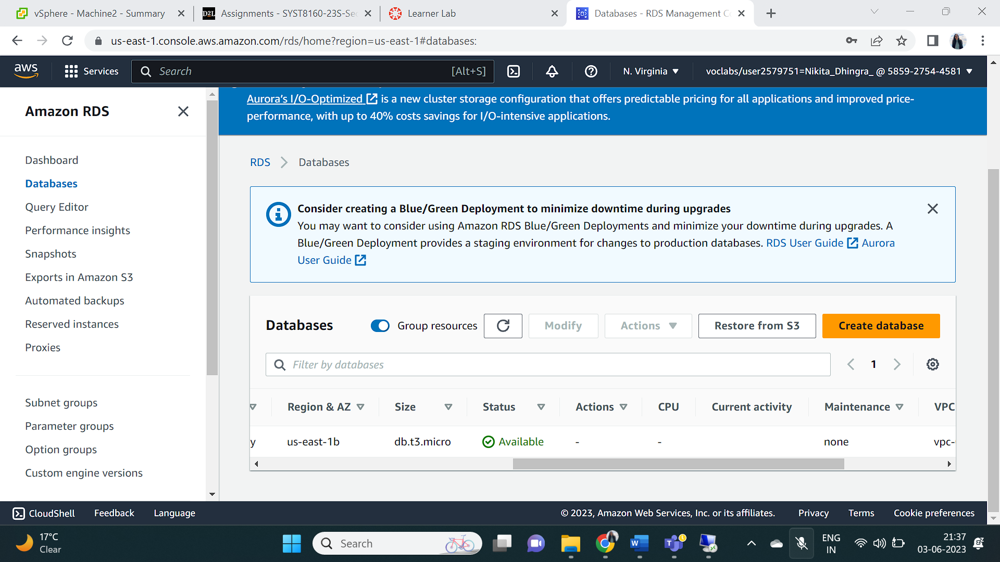 vSphere - Machine2 - Summary
D2L Assignments - SYST8160-23S-Sec
Learner Lab
Databases - RDS Management Co
us-east-1.console.aws.amazon.com/rds/home?region=us-east-1#databases:
aws
Services
Search
[Alt+S]
N. Virginia
voclabs/user2579751=Nikita_Dhingra_ @ 5859-2754-4581
Amazon RDS
Dashboard
Databases
Query Editor
Performance insights
Snapshots
Exports in Amazon S3
Automated backups
Reserved instances
Proxies
Subnet groups
Parameter groups
Option groups
Custom engine versions
Aurora's I/O-Optimized is a new cluster storage configuration that offers predictable pricing for all applications and improved price-
performance, with up to 40% costs savings for I/O-intensive applications.
RDS > Databases
Consider creating a Blue/Green Deployment to minimize downtime during upgrades
You may want to consider using Amazon RDS Blue/Green Deployments and minimize your downtime during upgrades. A
Blue/Green Deployment provides a staging environment for changes to production databases. RDS User Guide Aurora
User Guide
Databases
Group resources
Modify
Actions
Restore from S3
Create database
Filter by databases
1
Region & AZ Size Status Actions CPU Current activity Maintenance VPC
y us-east-1b db.t3.micro Available - - none vpc-
CloudShell Feedback Language
© 2023, Amazon Web Services, Inc. or its affiliates. Privacy Terms Cookie preferences
17°C
Clear
Search
ENG
IN
21:37
03-06-2023